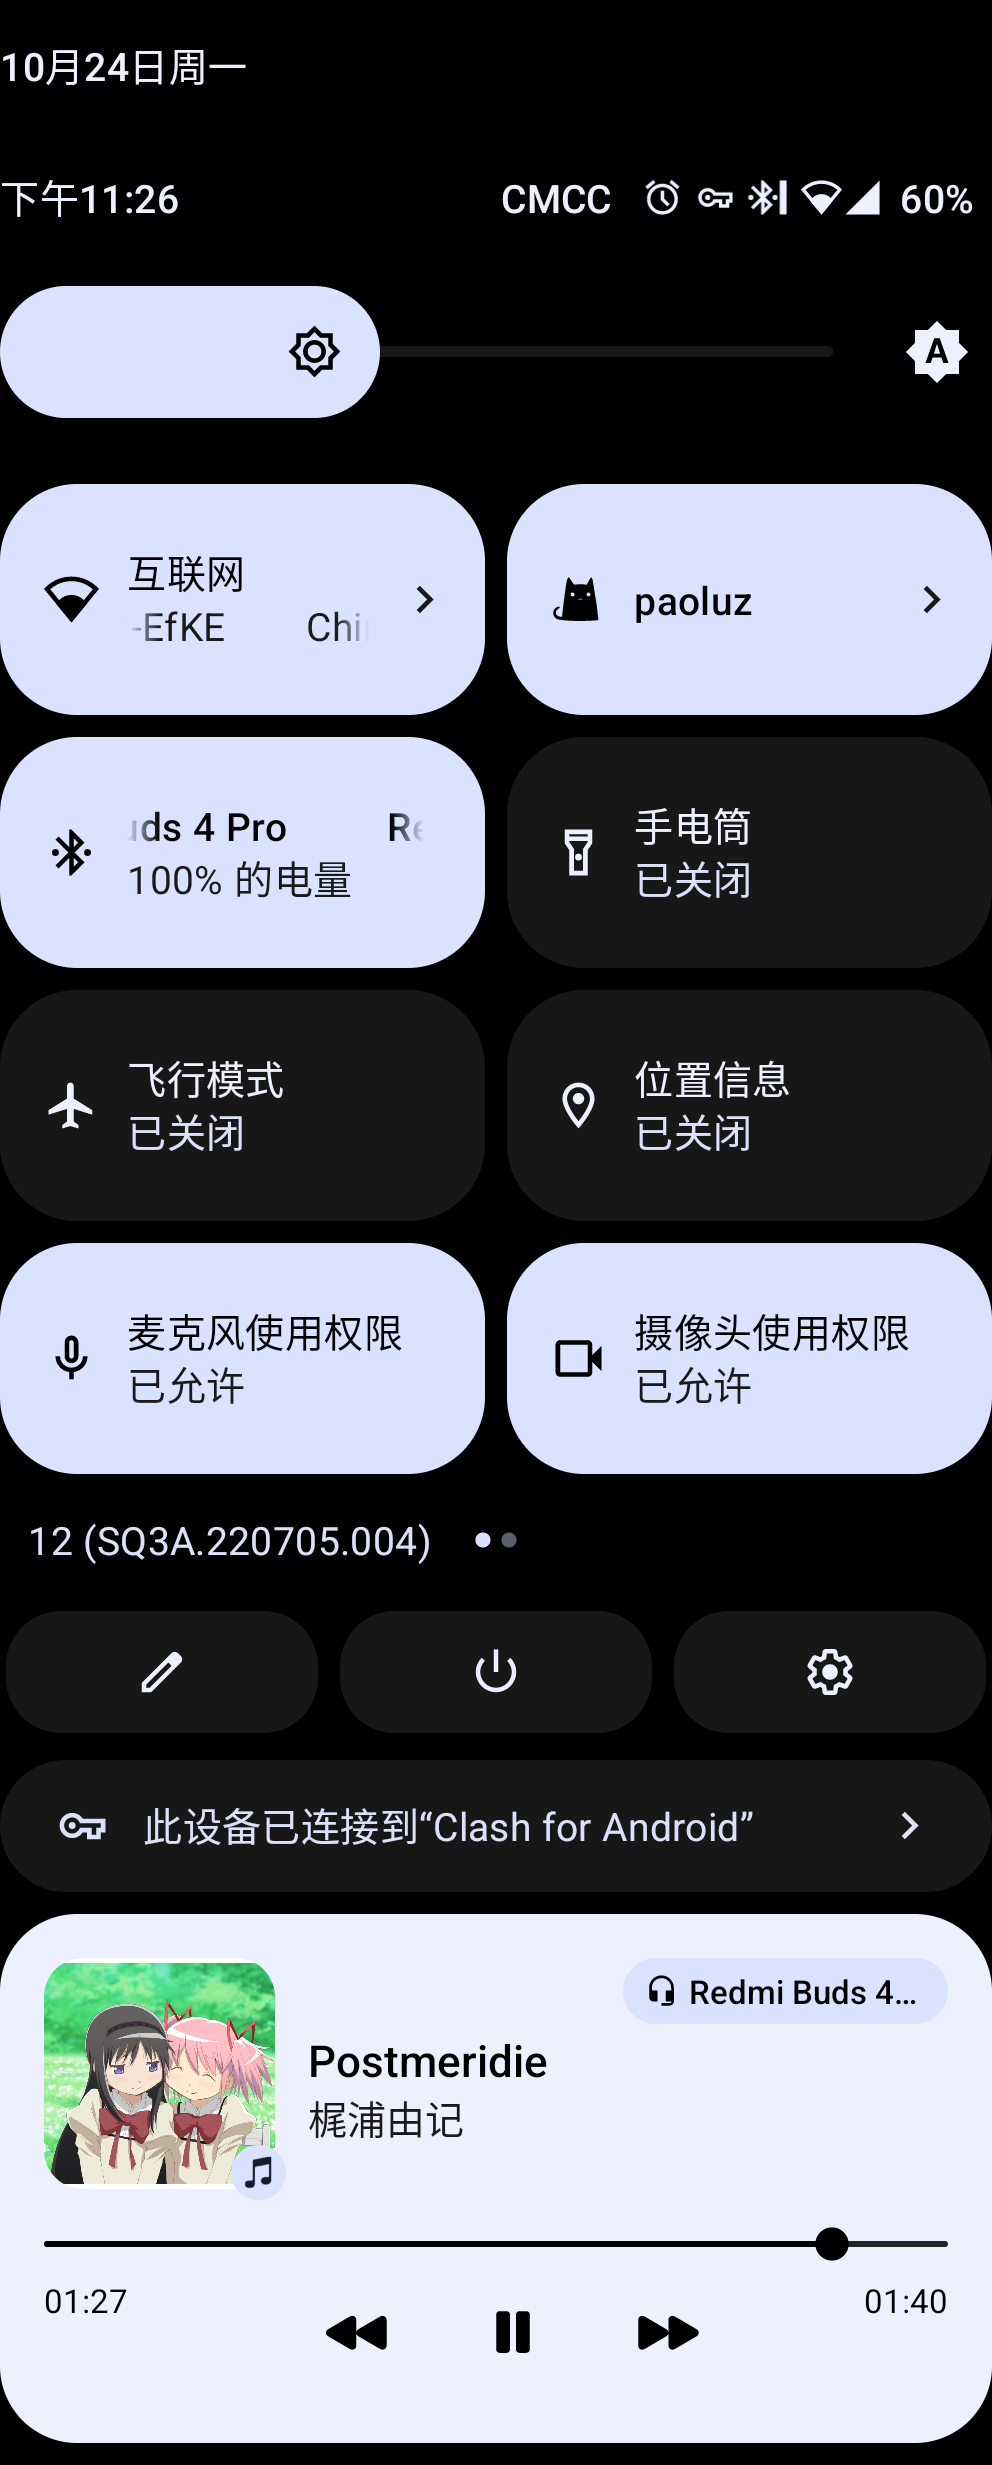 10月24日周一
下午11:26 CMCC 60%
A
互联网
-EfKE
paoluz
ds 4 Pro
100% 的电量
手电筒
已关闭
飞行模式
已关闭
位置信息
已关闭
麦克风使用权限
已允许
摄像头使用权限
已允许
12 (SQ3A.220705.004)
此设备已连接到“Clash for Android”
Redmi Buds 4...
Postmeridie
梶浦由记
01:27 01:40